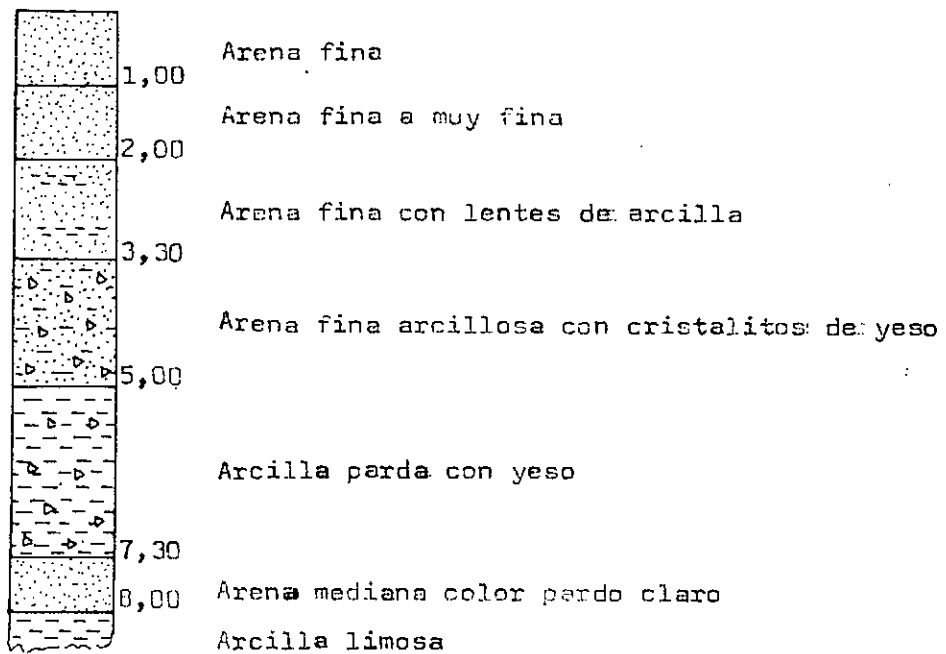 Arena fina
1,00
Arena fina a muy fina
2,00
Arena fina con lentes de arcilla
3,30
Arena fina arcillosa con cristalitos de yeso
5,00
Arcilla parda con yeso
7,30
Arena mediana color pardo claro
8,00
Arcilla limosa